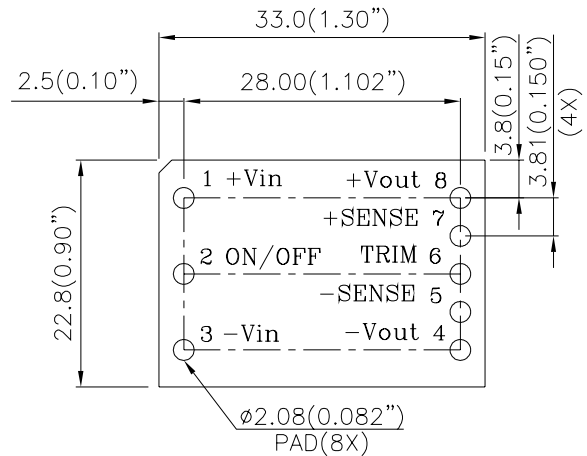 33.0(1.30”)
2.5(0.10”)
28.00(1.102”)
3.8(0.15”)
3.81(0.150”)
(4X)
22.8(0.90”)
1 +Vin
+Vout 8
+SENSE 7
2 ON/OFF
TRIM 6
−SENSE 5
3 −Vin
−Vout 4
ø2.08(0.082”)
PAD(8X)